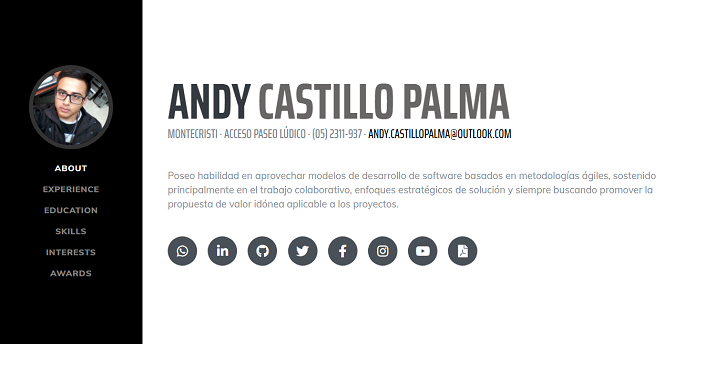 ABOUT
EXPERIENCE
EDUCATION
SKILLS
INTERESTS
AWARDS
ANDY CASTILLO PALMA
MONTECRISTI · ACCESO PASEO LÚDICO · (05) 2311-937 · ANDY.CASTILLOPALMA@OUTLOOK.COM
Poseo habilidad en aprovechar modelos de desarrollo de software basados en metodologías ágiles, sostenido
principalmente en el trabajo colaborativo, enfoques estratégicos de solución y siempre buscando promover la
propuesta de valor idónea aplicable a los proyectos.